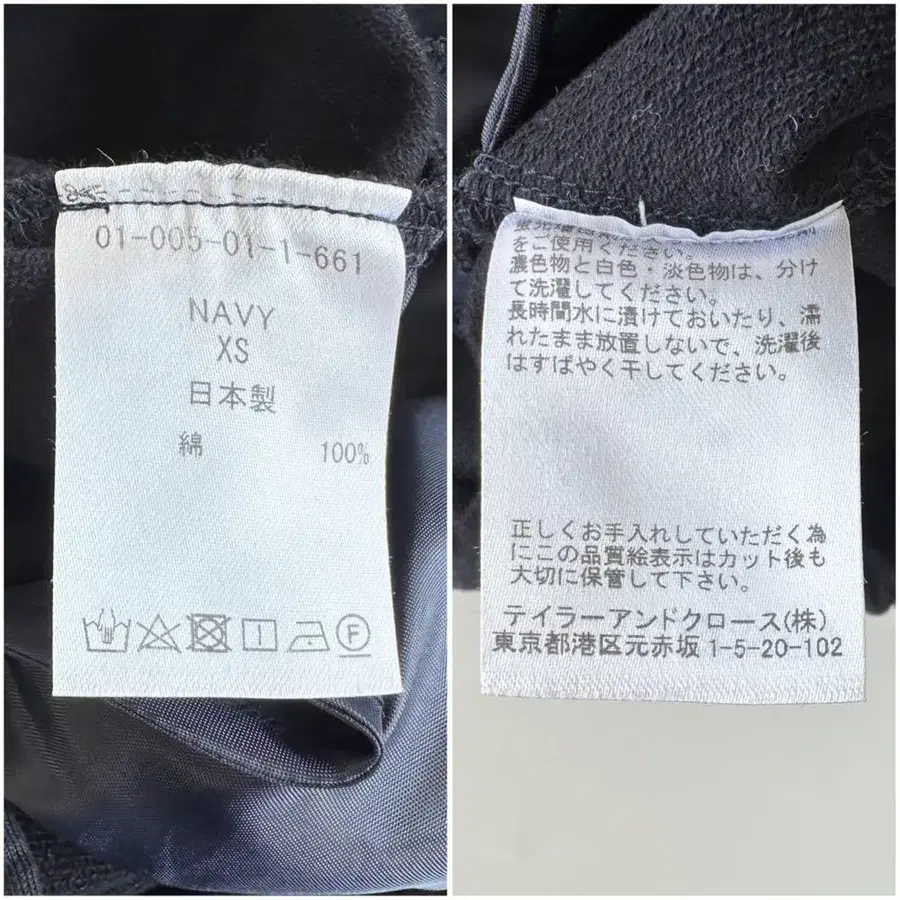 01-005-01-1-661
NAVY
XS
日本製
綿 100%
F
をご使用ください。
濃色物と白色・淡色物は、分け
て洗濯してください。
長時間水に漬けておいたり、濡
れたまま放置しないで、洗濯後
はすばやく干してください。
正しくお手入れしていただく為
にこの品質絵表示はカット後も
大切に保管して下さい。
テイラーアンドクロース(株)
東京都港区元赤坂 1-5-20-102